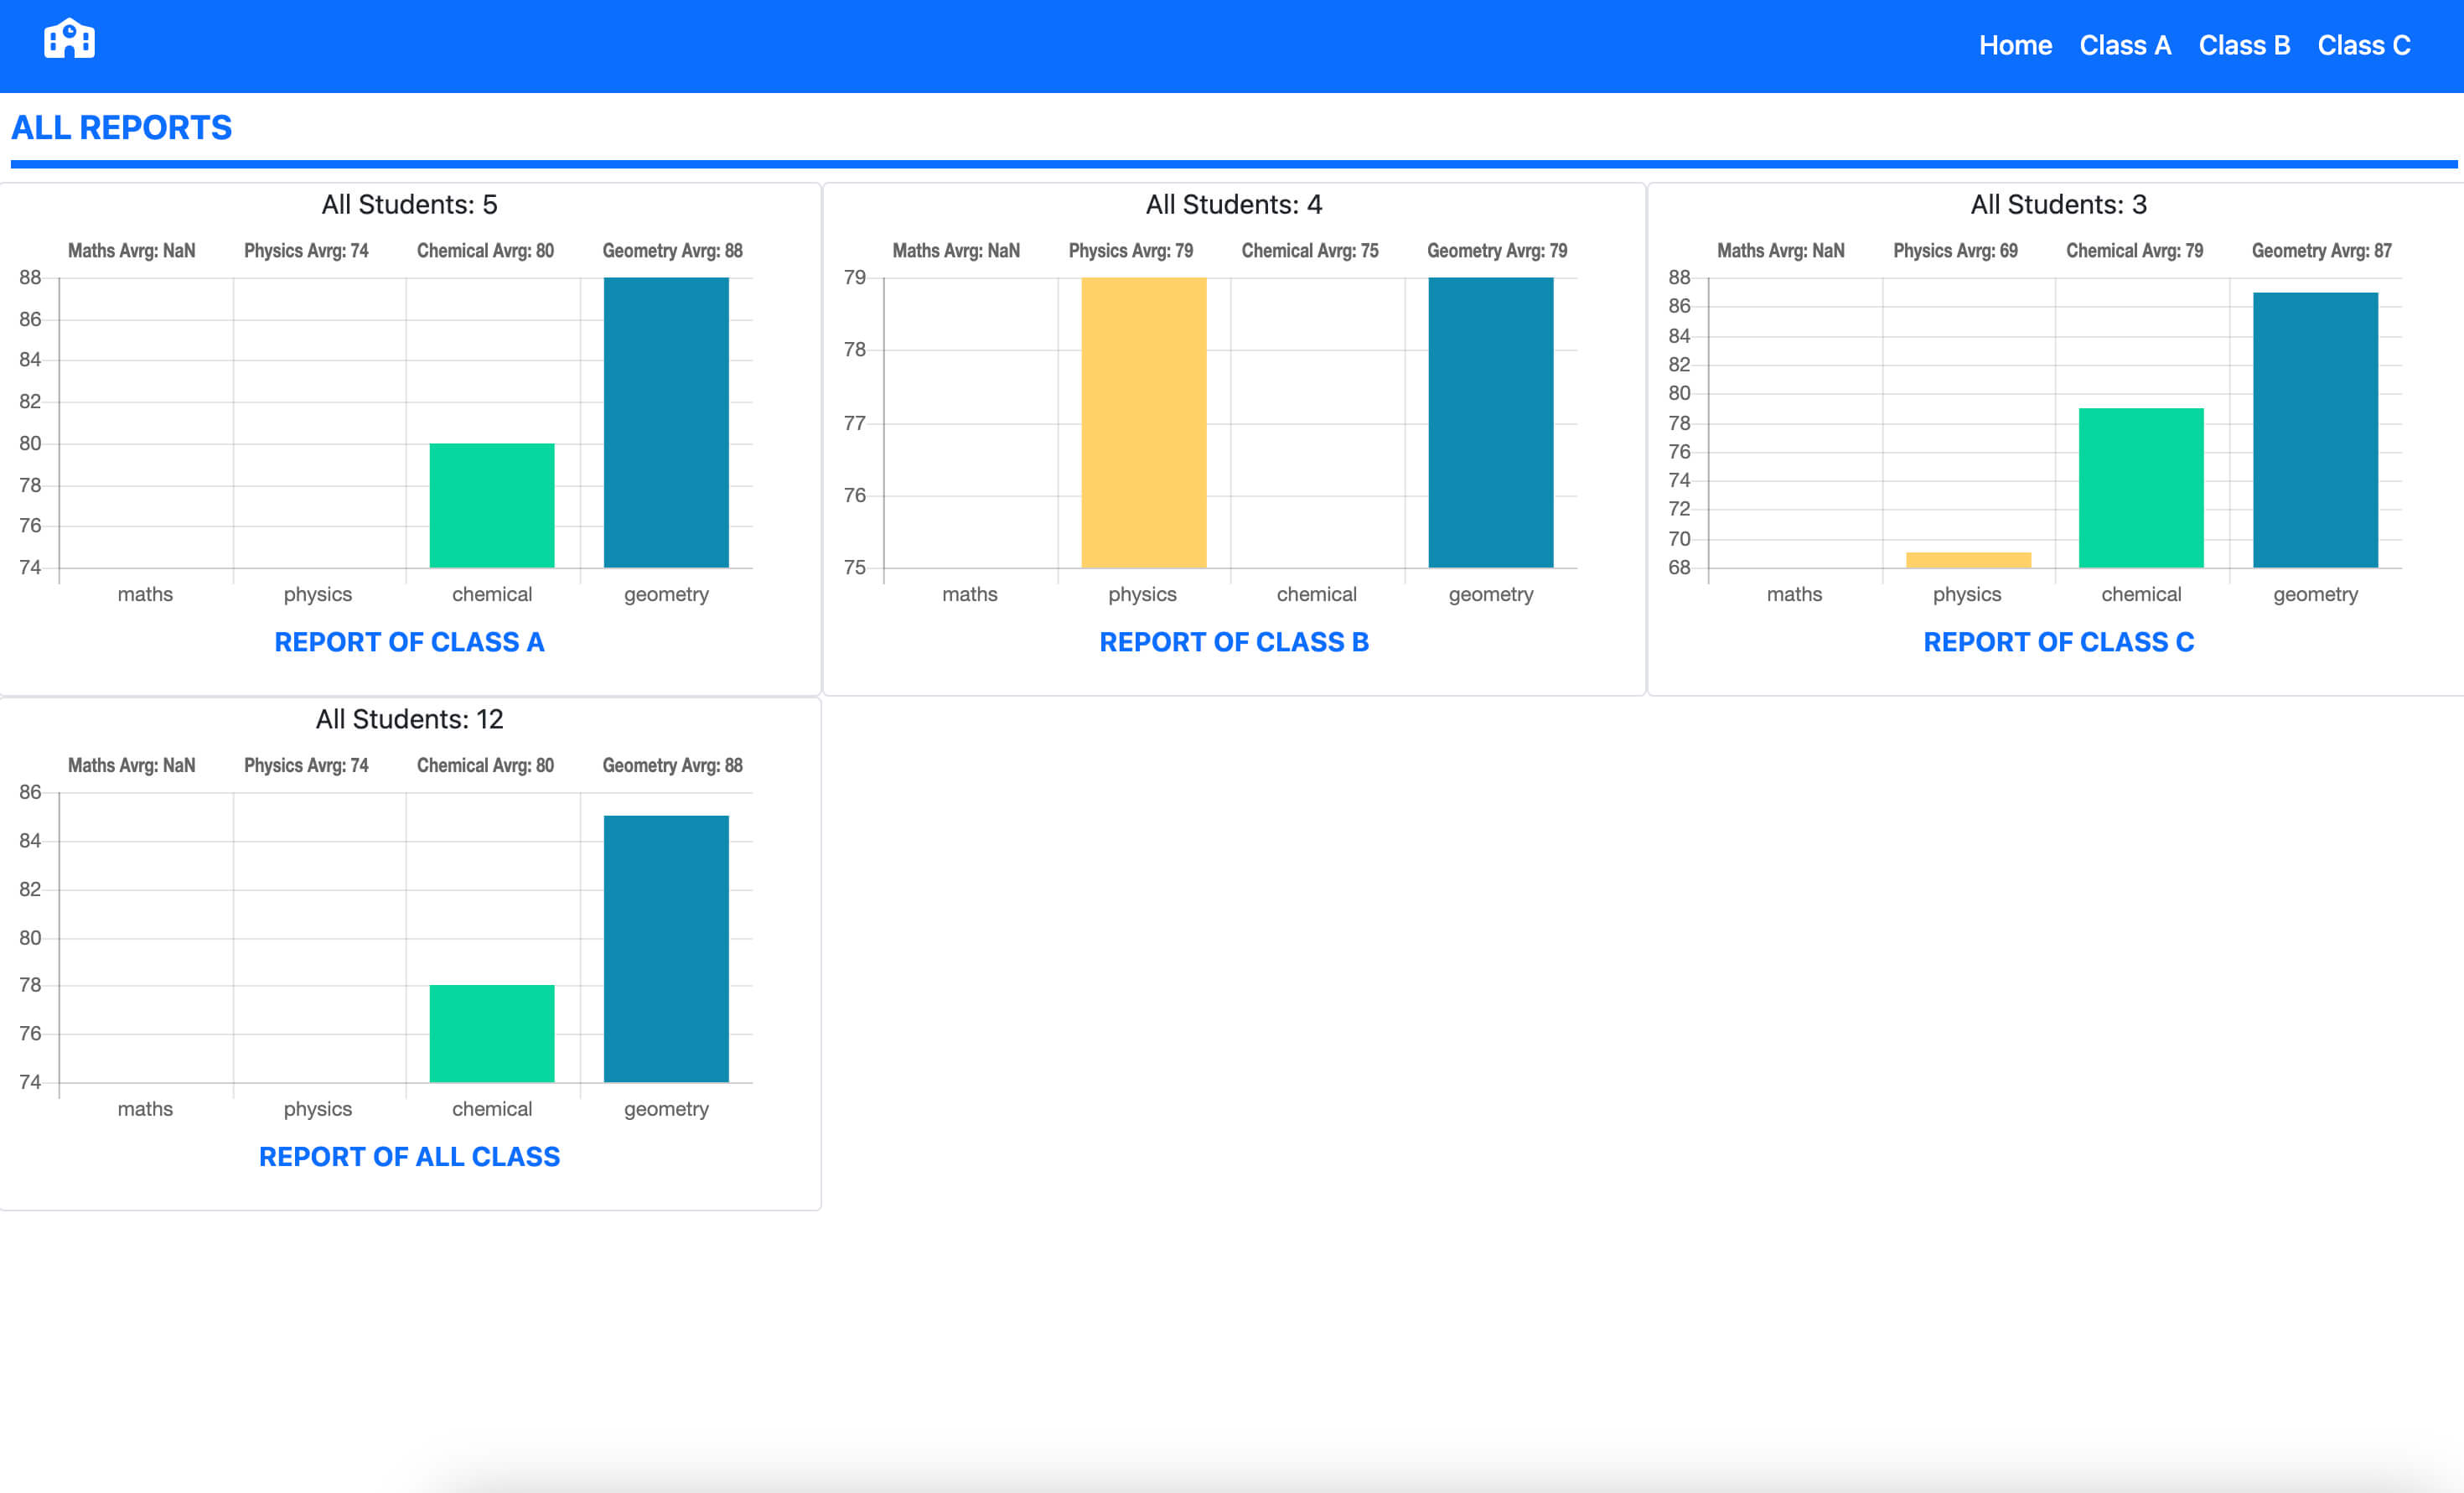 Home Class A Class B Class C
ALL REPORTS
All Students: 5
Maths Avrg: NaN Physics Avrg: 74 Chemical Avrg: 80 Geometry Avrg: 88
88
86
84
82
80
78
76
74
maths physics chemical geometry
REPORT OF CLASS A
All Students: 4
Maths Avrg: NaN Physics Avrg: 79 Chemical Avrg: 75 Geometry Avrg: 79
79
78
77
76
75
maths physics chemical geometry
REPORT OF CLASS B
All Students: 3
Maths Avrg: NaN Physics Avrg: 69 Chemical Avrg: 79 Geometry Avrg: 87
88
86
84
82
80
78
76
74
72
70
68
maths physics chemical geometry
REPORT OF CLASS C
All Students: 12
Maths Avrg: NaN Physics Avrg: 74 Chemical Avrg: 80 Geometry Avrg: 88
86
84
82
80
78
76
74
maths physics chemical geometry
REPORT OF ALL CLASS